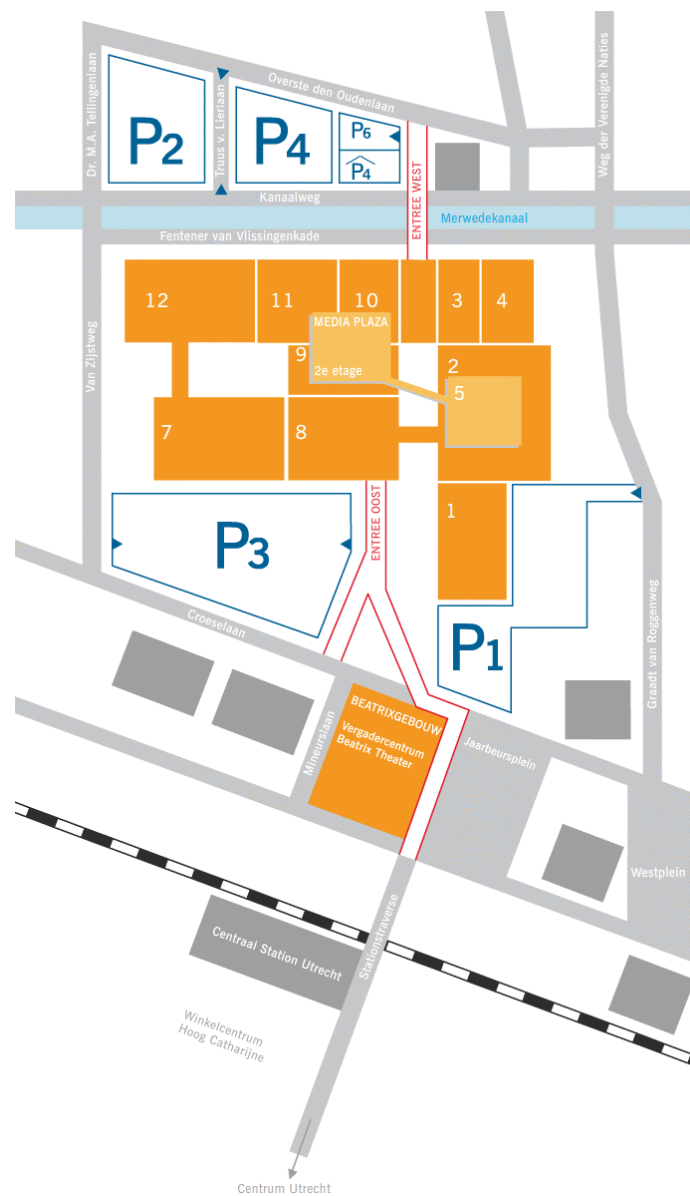 Overste den Oudenlaan
Dr. M.A. Tellingenlaan
Truus v. Lierlaan
Weg der Verenigde Naties
P2
P4
P6
P4
ENTREE WEST
Kanaalweg
Merwedekanaal
Fentener van Vlissingenkade
12
11
10
3
4
MEDIA PLAZA
9
2e etage
2
5
Van Zijstweg
7
8
1
ENTREE OOST
P3
P1
Croeselaan
Graadt van Roggenweg
Mineurslaan
BEATRIXGEBOUW
Vergadercentrum
Beatrix Theater
Jaarbeursplein
Westplein
Stationstraverse
Centraal Station Utrecht
Winkelcentrum
Hoog Catharijne
Centrum Utrecht